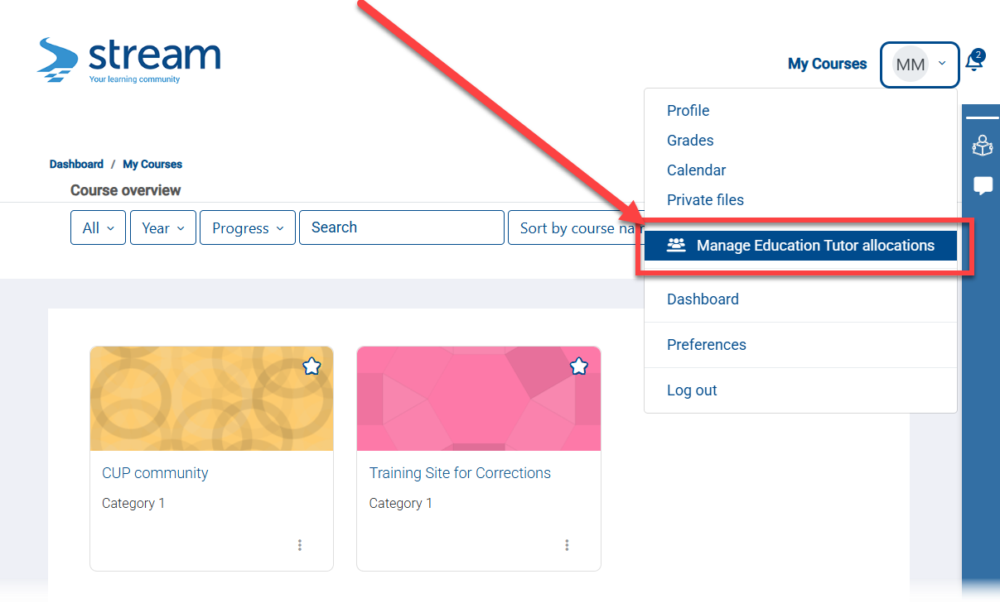 stream
Your learning community
My Courses
MM
2
Profile
Grades
Calendar
Private files
Manage Education Tutor allocations
Dashboard
Preferences
Log out
Dashboard / My Courses
Course overview
All
Year
Progress
Search
Sort by course nam
CUP community
Category 1
Training Site for Corrections
Category 1